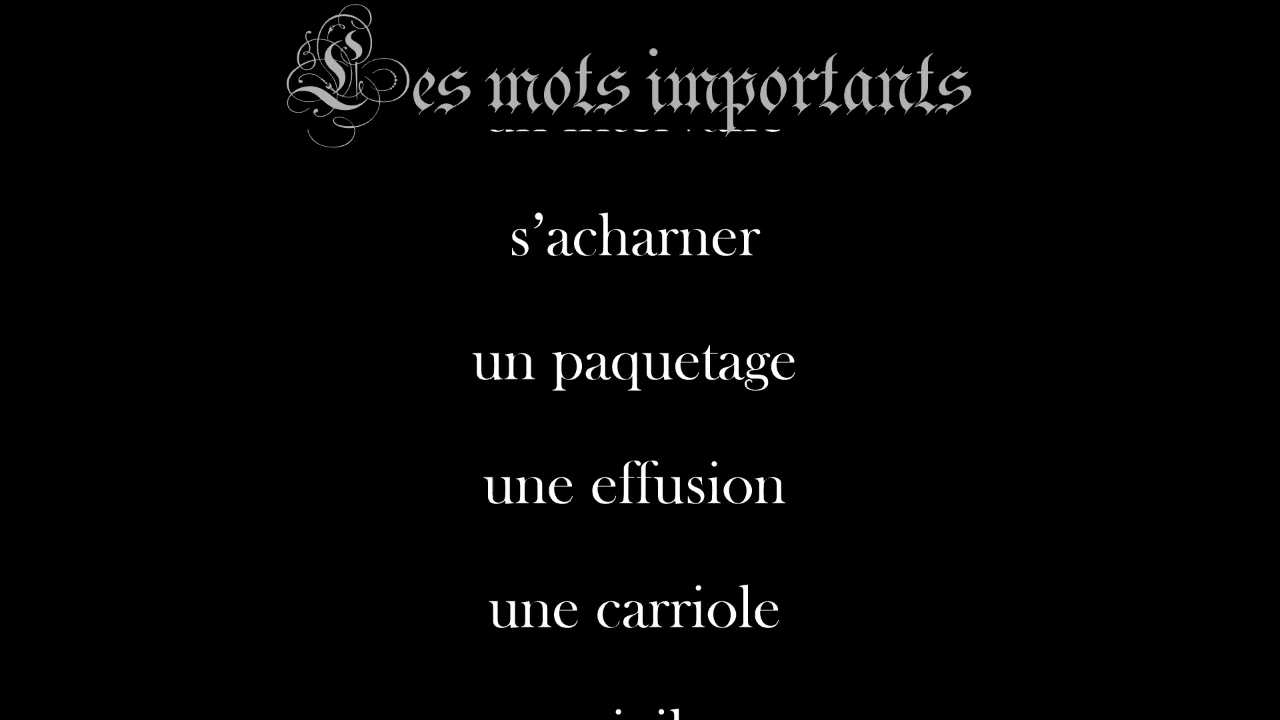 Les mots importants
s’acharner
un paquetage
une effusion
une carriole